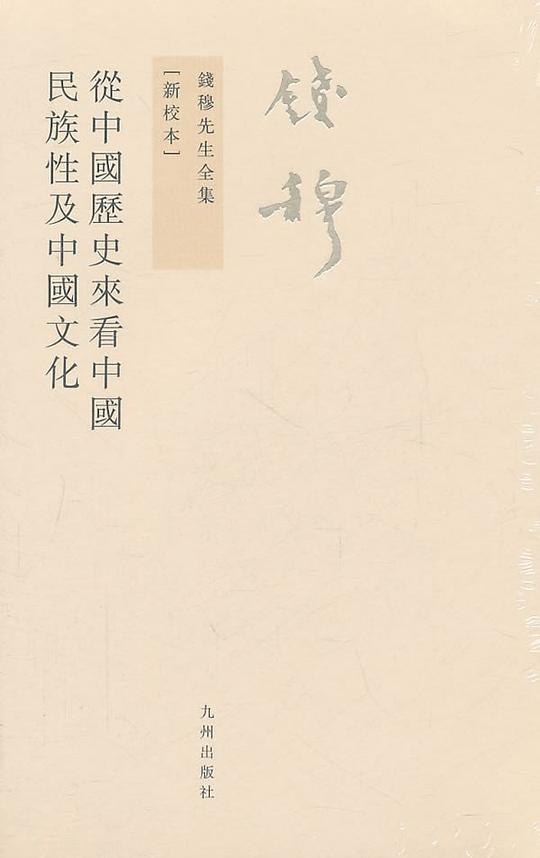 錢穆
錢穆先生全集
［新校本］
從中國歷史來看中國
民族性及中國文化
九州出版社